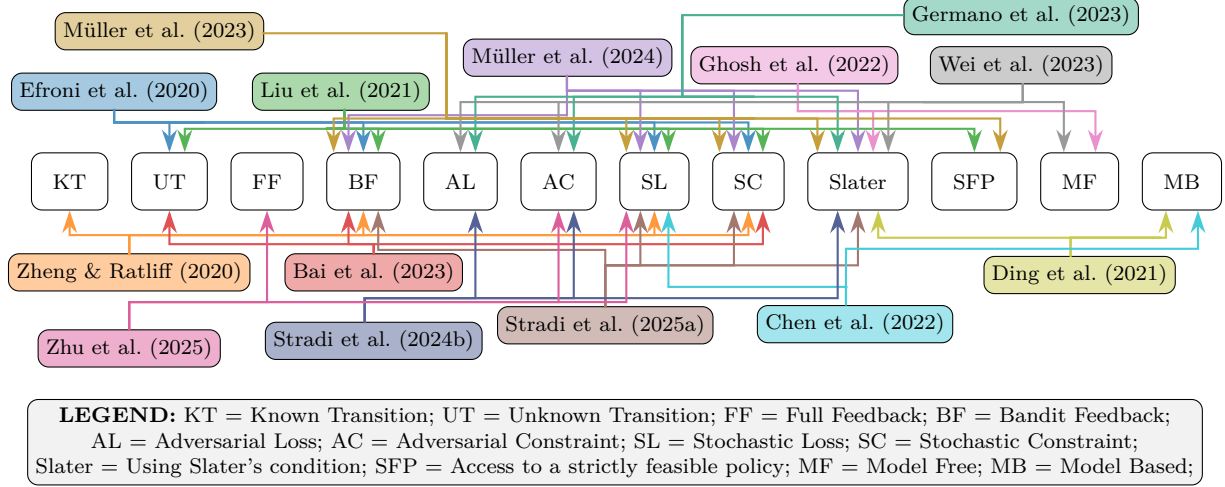 Müller et al. (2023)
Germano et al. (2023)
Müller et al. (2024)
Ghosh et al. (2022)
Wei et al. (2023)
Efroni et al. (2020)
Liu et al. (2021)
KT
UT
FF
BF
AL
AC
SL
SC
Slater
SFP
MF
MB
Zheng & Ratliff (2020)
Bai et al. (2023)
Ding et al. (2021)
Zhu et al. (2025)
Stradi et al. (2024b)
Stradi et al. (2025a)
Chen et al. (2022)
LEGEND: KT = Known Transition; UT = Unknown Transition; FF = Full Feedback; BF = Bandit Feedback;
AL = Adversarial Loss; AC = Adversarial Constraint; SL = Stochastic Loss; SC = Stochastic Constraint;
Slater = Using Slater's condition; SFP = Access to a strictly feasible policy; MF = Model Free; MB = Model Based;